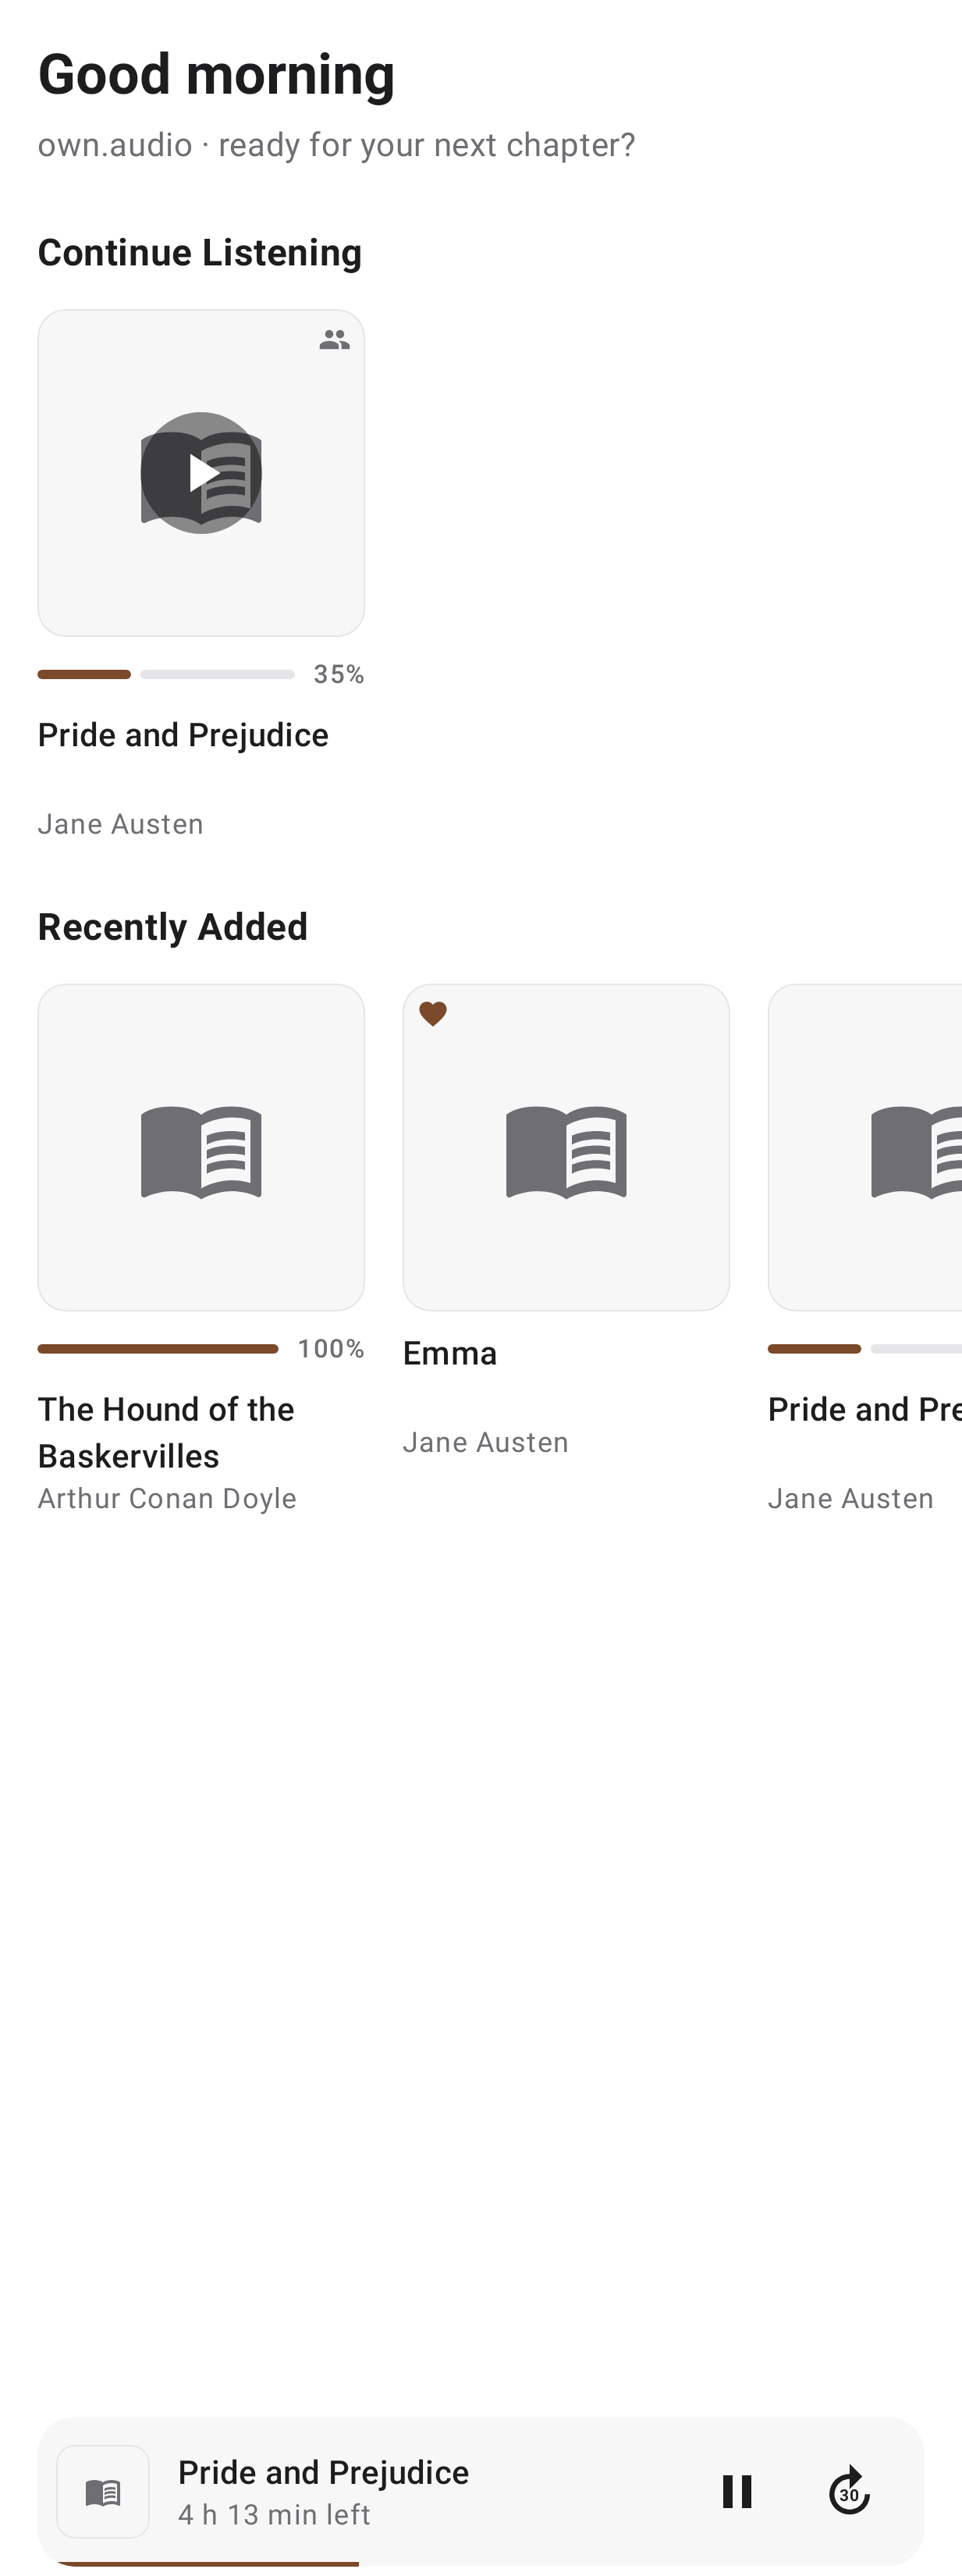 Good morning
own.audio · ready for your next chapter?
Continue Listening
35%
Pride and Prejudice
Jane Austen
Recently Added
100%
The Hound of the
Baskervilles
Arthur Conan Doyle
Emma
Jane Austen
Pride and Pre
Jane Austen
Pride and Prejudice
4 h 13 min left
30